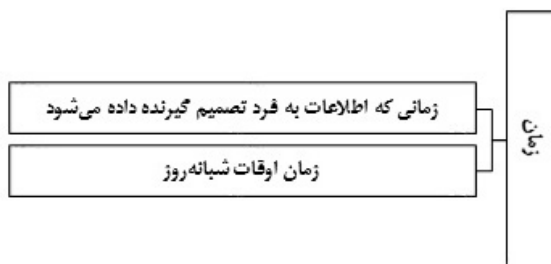 زمان
زمانی که اطلاعات به فرد تصمیم گیرنده داده می‌شود
زمان اوقات شبانه‌روز